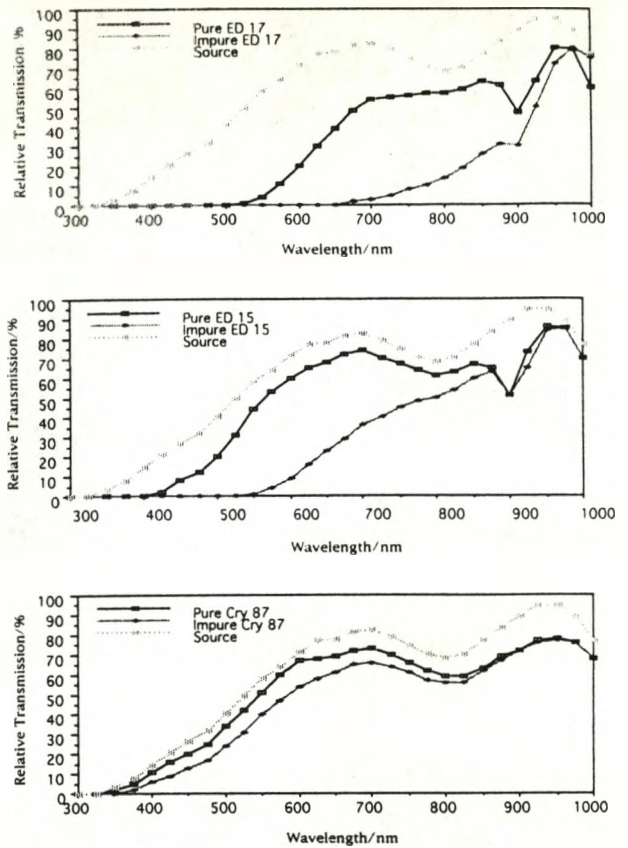 Relative Transmission/%
100
90
80
70
60
50
40
30
20
10
0
Pure ED 17
Impure ED 17
Source
300 400 500 600 700 800 900 1000
Wavelength/nm
Relative Transmission/%
100
90
80
70
60
50
40
30
20
10
0
Pure ED 15
Impure ED 15
Source
300 400 500 600 700 800 900 1000
Wavelength/nm
Relative Transmission/%
100
90
80
70
60
50
40
30
20
10
0
Pure Cry 87
Impure Cry 87
Source
300 400 500 600 700 800 900 1000
Wavelength/nm